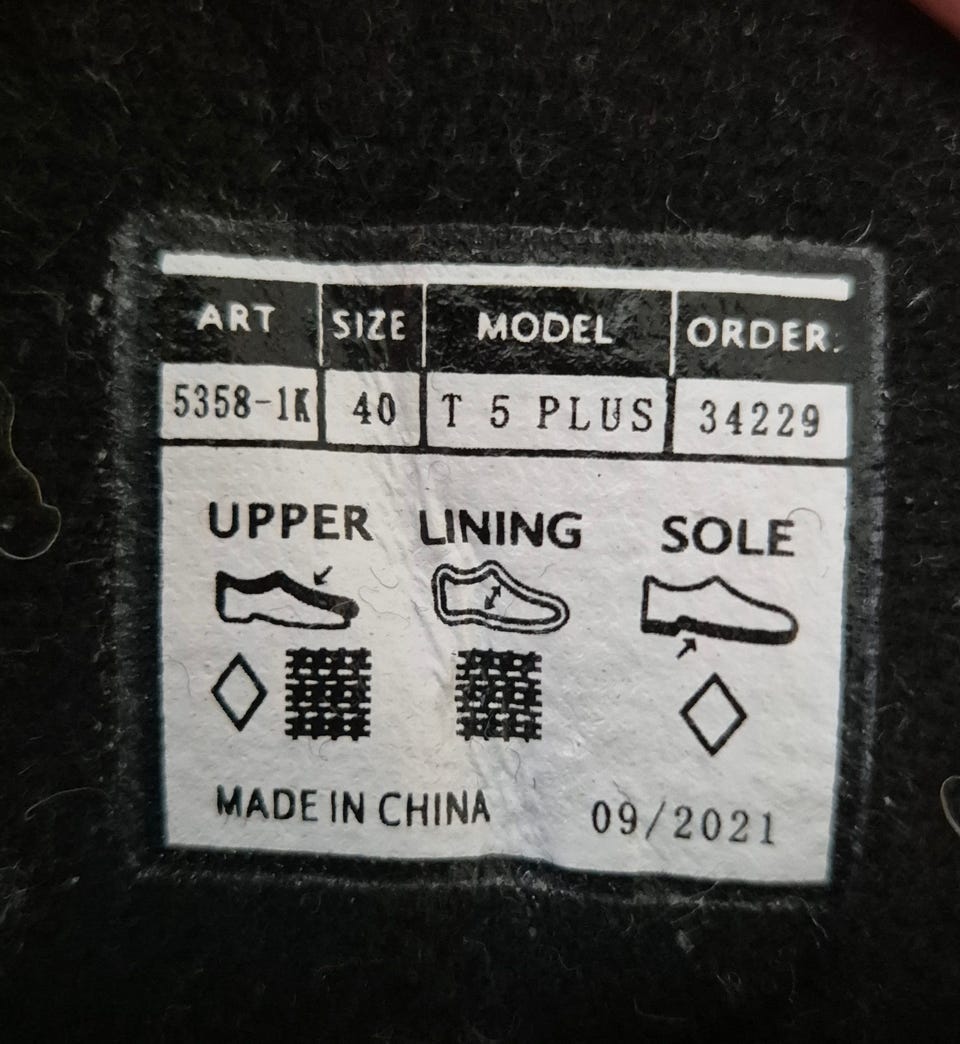 ART SIZE MODEL ORDER.
5358-1K 40 T 5 PLUS 34229
UPPER LINING SOLE
MADE IN CHINA 09/2021